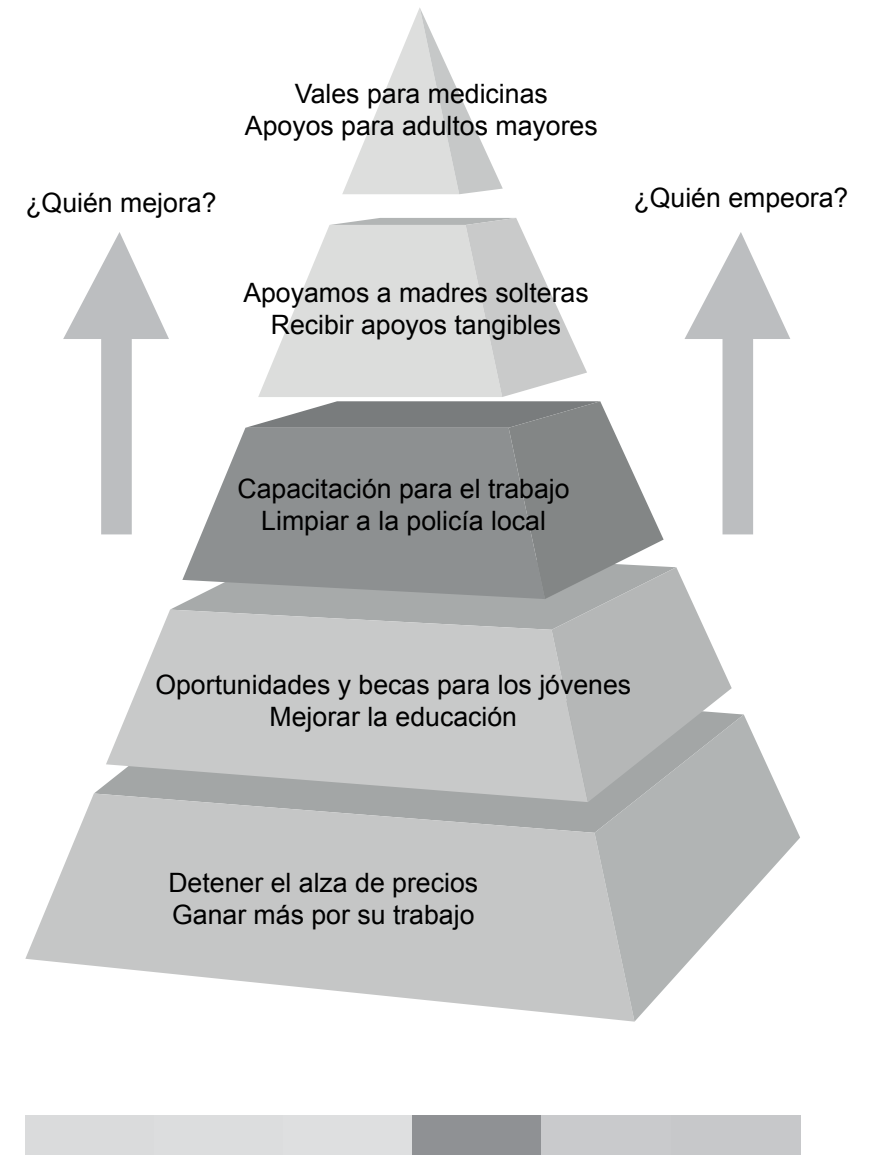 Vales para medicinas
Apoyos para adultos mayores
¿Quién mejora?
¿Quién empeora?
Apoyamos a madres solteras
Recibir apoyos tangibles
Capacitación para el trabajo
Limpiar a la policía local
Oportunidades y becas para los jóvenes
Mejorar la educación
Detener el alza de precios
Ganar más por su trabajo